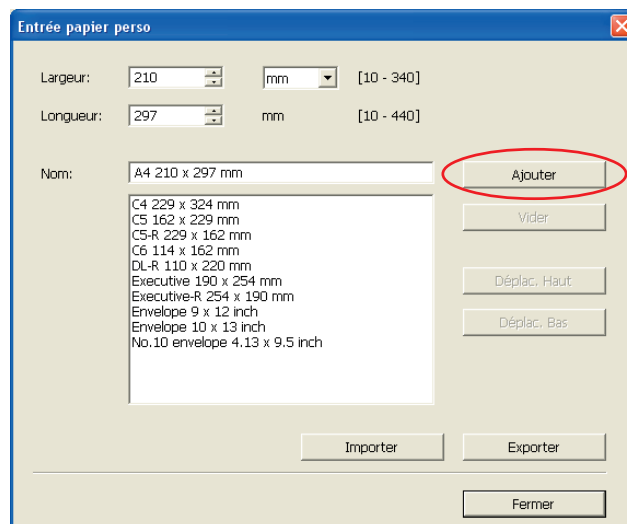 Entrée papier perso
Largeur: 210 mm [10 - 340]
Longueur: 297 mm [10 - 440]
Nom: A4 210 x 297 mm Ajouter
C4 229 x 324 mm
C5 162 x 229 mm
C5-R 229 x 162 mm
C6 114 x 162 mm
DL-R 110 x 220 mm
Executive 190 x 254 mm
Executive-R 254 x 190 mm
Envelope 9 x 12 inch
Envelope 10 x 13 inch
No.10 envelope 4.13 x 9.5 inch
Vider
Déplac. Haut
Déplac. Bas
Importer Exporter
Fermer